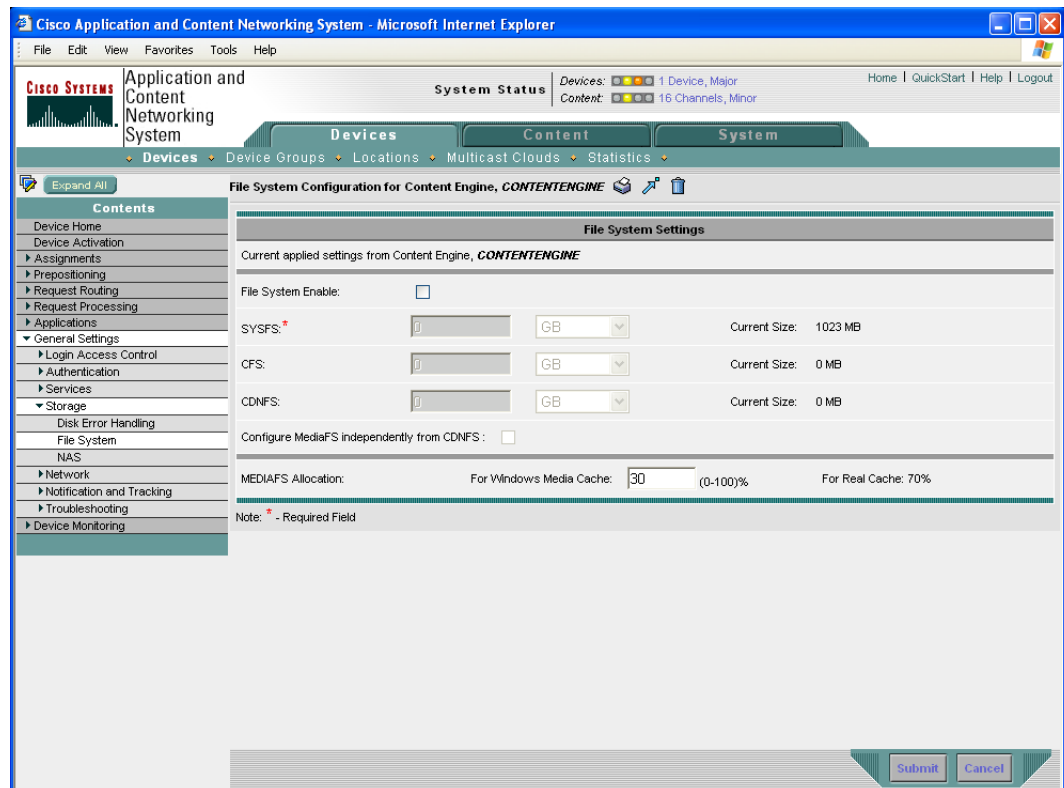 Cisco Application and Content Networking System - Microsoft Internet Explorer
File Edit View Favorites Tools Help
CISCO SYSTEMS
Application and
Content
Networking
System
System Status
Devices: 1 Device, Major
Content: 16 Channels, Minor
Home | QuickStart | Help | Logout
Devices Content System
Devices Device Groups Locations Multicast Clouds Statistics
Expand All
File System Configuration for Content Engine, CONTENTENGINE
Contents
Device Home
Device Activation
Assignments
Prepositioning
Request Routing
Request Processing
Applications
General Settings
Login Access Control
Authentication
Services
Storage
Disk Error Handling
File System
NAS
Network
Notification and Tracking
Troubleshooting
Device Monitoring
File System Settings
Current applied settings from Content Engine, CONTENTENGINE
File System Enable:
SYSFS:* 0 GB Current Size: 1023 MB
CFS: 0 GB Current Size: 0 MB
CDNFS: 0 GB Current Size: 0 MB
Configure MediaFS independently from CDNFS :
MEDIAFS Allocation: For Windows Media Cache: 30 (0-100)% For Real Cache: 70%
Note: * - Required Field
Submit Cancel